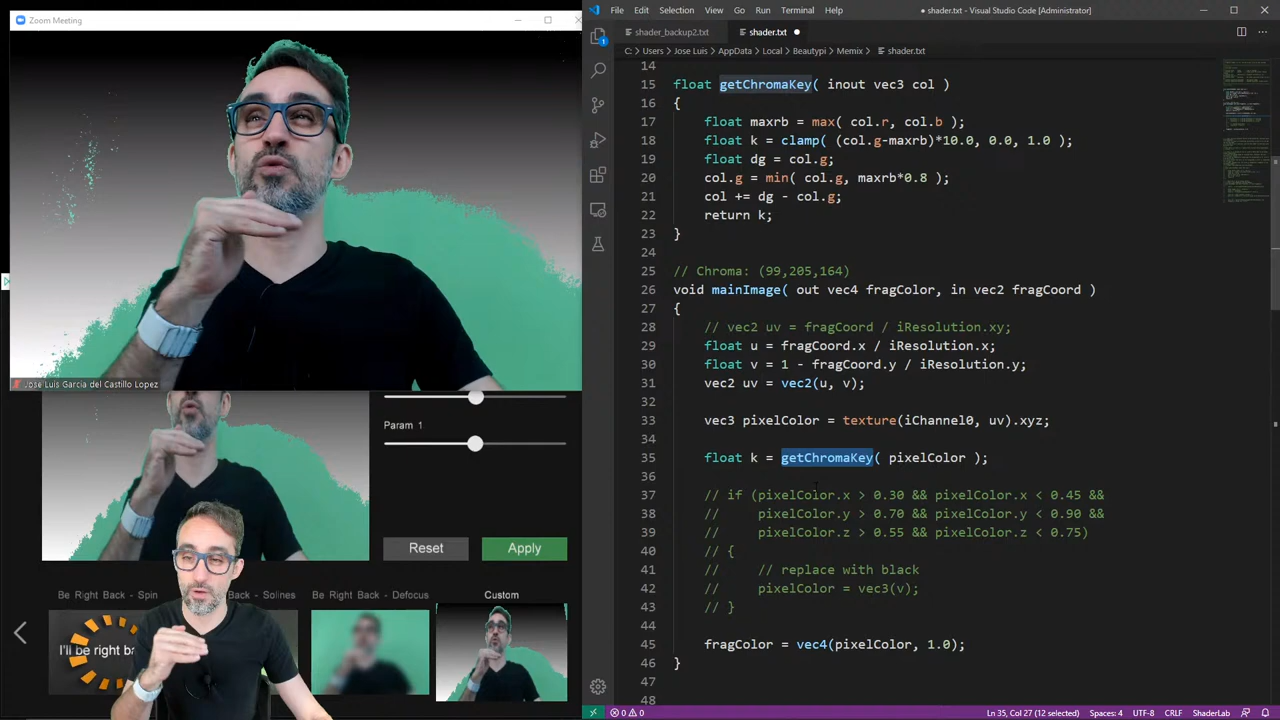 Zoom Meeting
Jose Luis García del Castillo Lopez
Param 1
Reset
Apply
Be Right Back - Spin
Back - Solines
Be Right Back - Defocus
Custom
I'll be right ba
File Edit Selection View Go Run Terminal
● shader.txt - Visual Studio Code [Administrator]
shader_backup2.txt
shader.txt ●
C: > Users > Jose Luis > AppData > Local > Beautypi > Memix > shader.txt
14
15 float getChromaKey( inout vec3 col )
16 {
17 float maxrb = max( col.r, col.b );
18 float k = clamp( (col.g-maxrb)*10.0, 0.0, 1.0 );
19 float dg = col.g;
20 col.g = min( col.g, maxrb*0.8 );
21 col += dg - col.g;
22 return k;
23 }
24
25 // Chroma: (99,205,164)
26 void mainImage( out vec4 fragColor, in vec2 fragCoord )
27 {
28 // vec2 uv = fragCoord / iResolution.xy;
29 float u = fragCoord.x / iResolution.x;
30 float v = 1 - fragCoord.y / iResolution.y;
31 vec2 uv = vec2(u, v);
32
33 vec3 pixelColor = texture(iChannel0, uv).xyz;
34
35 float k = getChromaKey( pixelColor );
36
37 // if (pixelColor.x > 0.30 && pixelColor.x < 0.45 &&
38 // pixelColor.y > 0.70 && pixelColor.y < 0.90 &&
39 // pixelColor.z > 0.55 && pixelColor.z < 0.75)
40 // {
41 // // replace with black
42 // pixelColor = vec3(v);
43 // }
44
45 fragColor = vec4(pixelColor, 1.0);
46 }
47
48
0 0
Ln 35, Col 27 (12 selected) Spaces: 4 UTF-8 CRLF ShaderLab